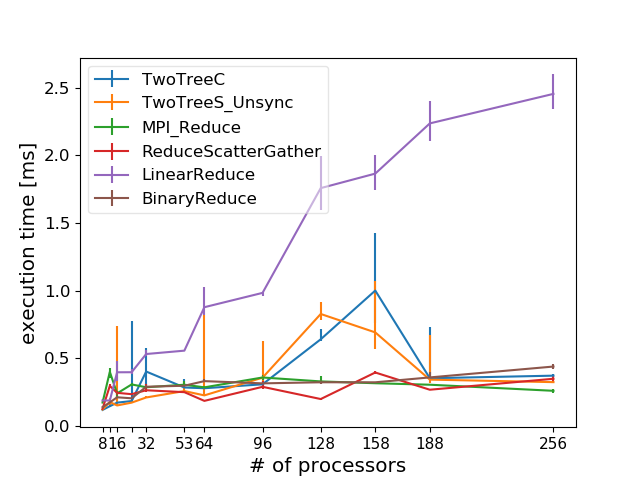 TwoTreeC
TwoTreeS_Unsync
MPI_Reduce
ReduceScatterGather
LinearReduce
BinaryReduce
execution time [ms]
2.5
2.0
1.5
1.0
0.5
0.0
8 16 32 53 64 96 128 158 188 256
# of processors